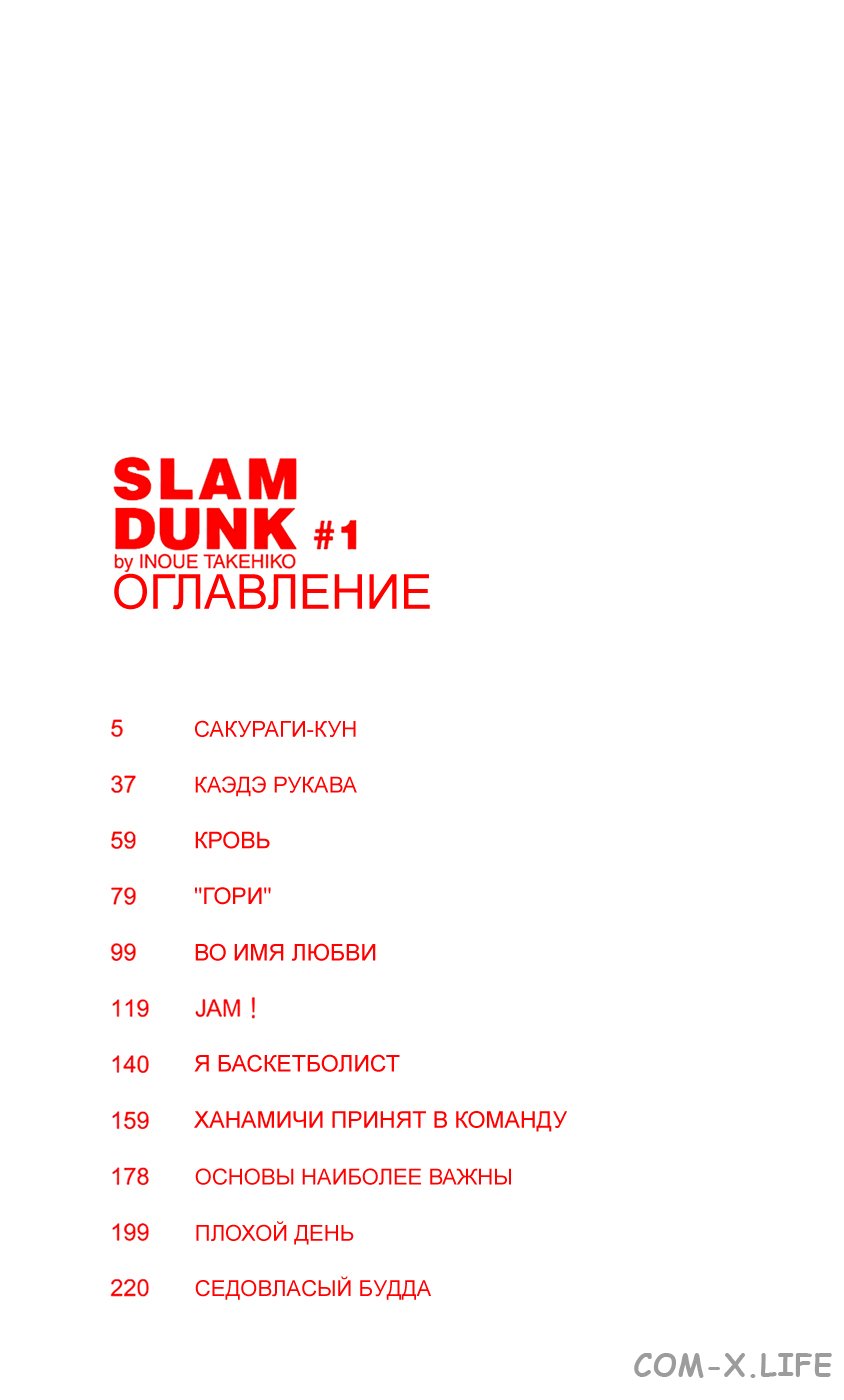 SLAM
DUNK #1
by INOUE TAKEHIKO
ОГЛАВЛЕНИЕ
5 САКУРАГИ-КУН
37 КАЭДЭ РУКАВА
59 КРОВЬ
79 "ГОРИ"
99 ВО ИМЯ ЛЮБВИ
119 JAM !
140 Я БАСКЕТБОЛИСТ
159 ХАНАМИЧИ ПРИНЯТ В КОМАНДУ
178 ОСНОВЫ НАИБОЛЕЕ ВАЖНЫ
199 ПЛОХОЙ ДЕНЬ
220 СЕДОВЛАСЫЙ БУДДА
COM-X.LIFE